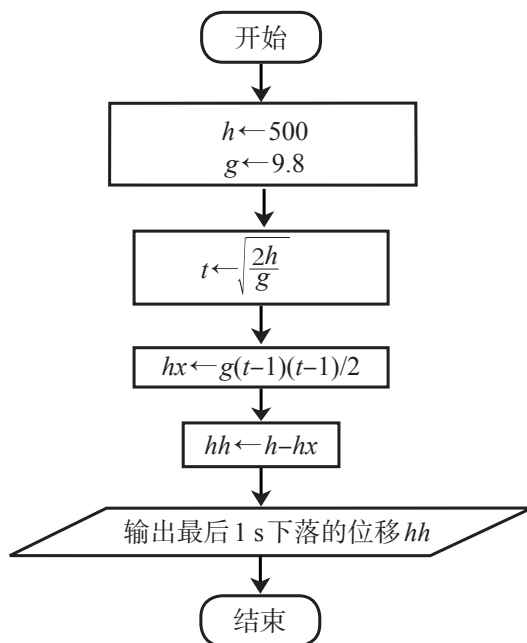 开始
h←500
g←9.8
t←√(2h/g)
hx←g(t-1)(t-1)/2
hh←h-hx
输出最后1 s下落的位移hh
结束